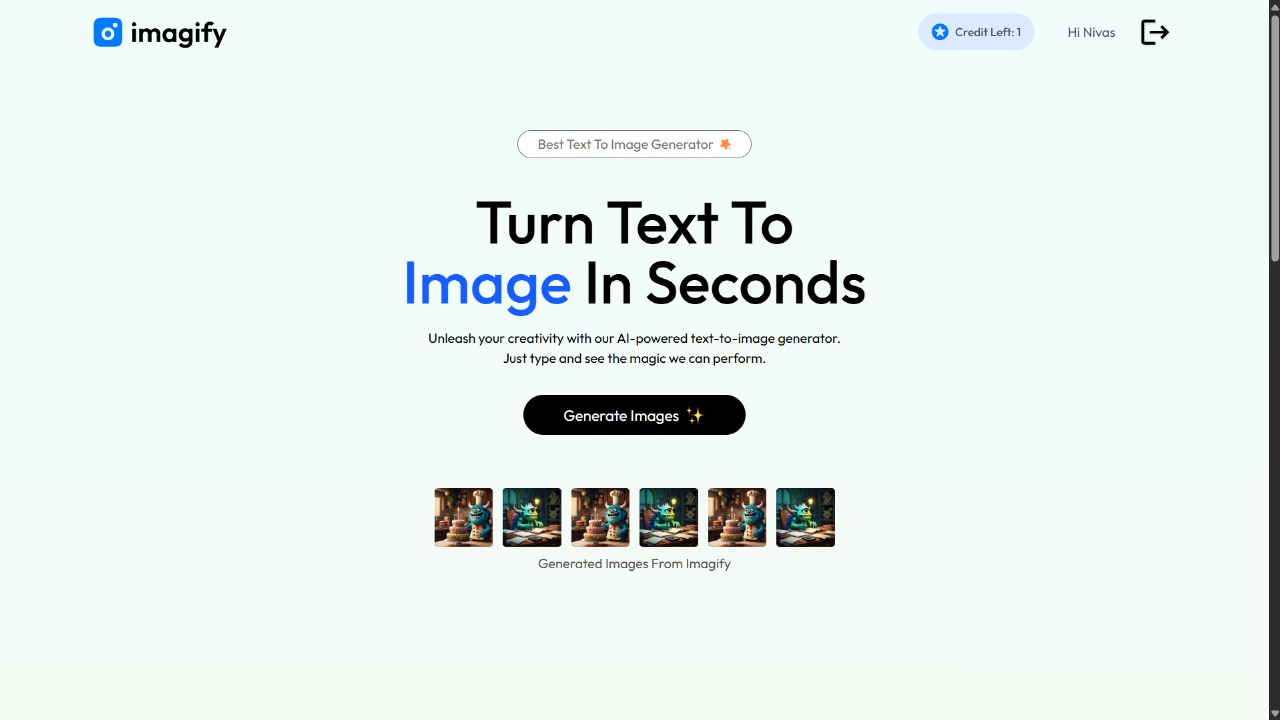 imagify
Credit Left: 1
Hi Nivas
Best Text To Image Generator
Turn Text To
Image In Seconds
Unleash your creativity with our AI-powered text-to-image generator.
Just type and see the magic we can perform.
Generate Images ✨
Generated Images From Imagify